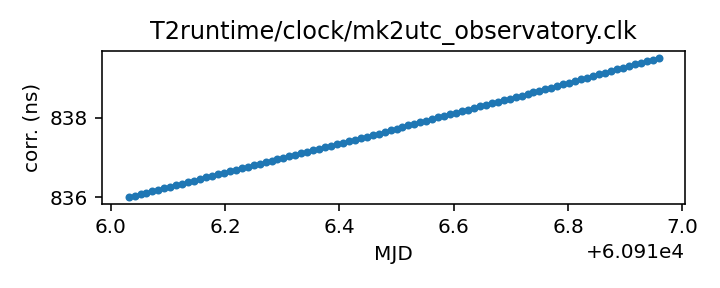 T2runtime/clock/mk2utc_observatory.clk
corr. (ns)
838
836
6.0 6.2 6.4 6.6 6.8 7.0
MJD
+6.091e4